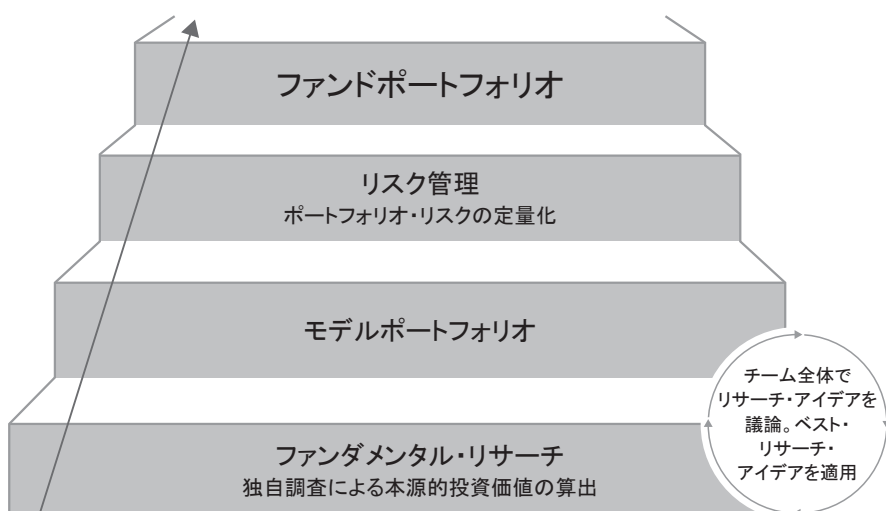 ファンドポートフォリオ
リスク管理
ポートフォリオ・リスクの定量化
モデルポートフォリオ
チーム全体で
リサーチ・アイデアを
議論。ベスト・
リサーチ・
アイデアを適用
ファンダメンタル・リサーチ
独自調査による本源的投資価値の算出